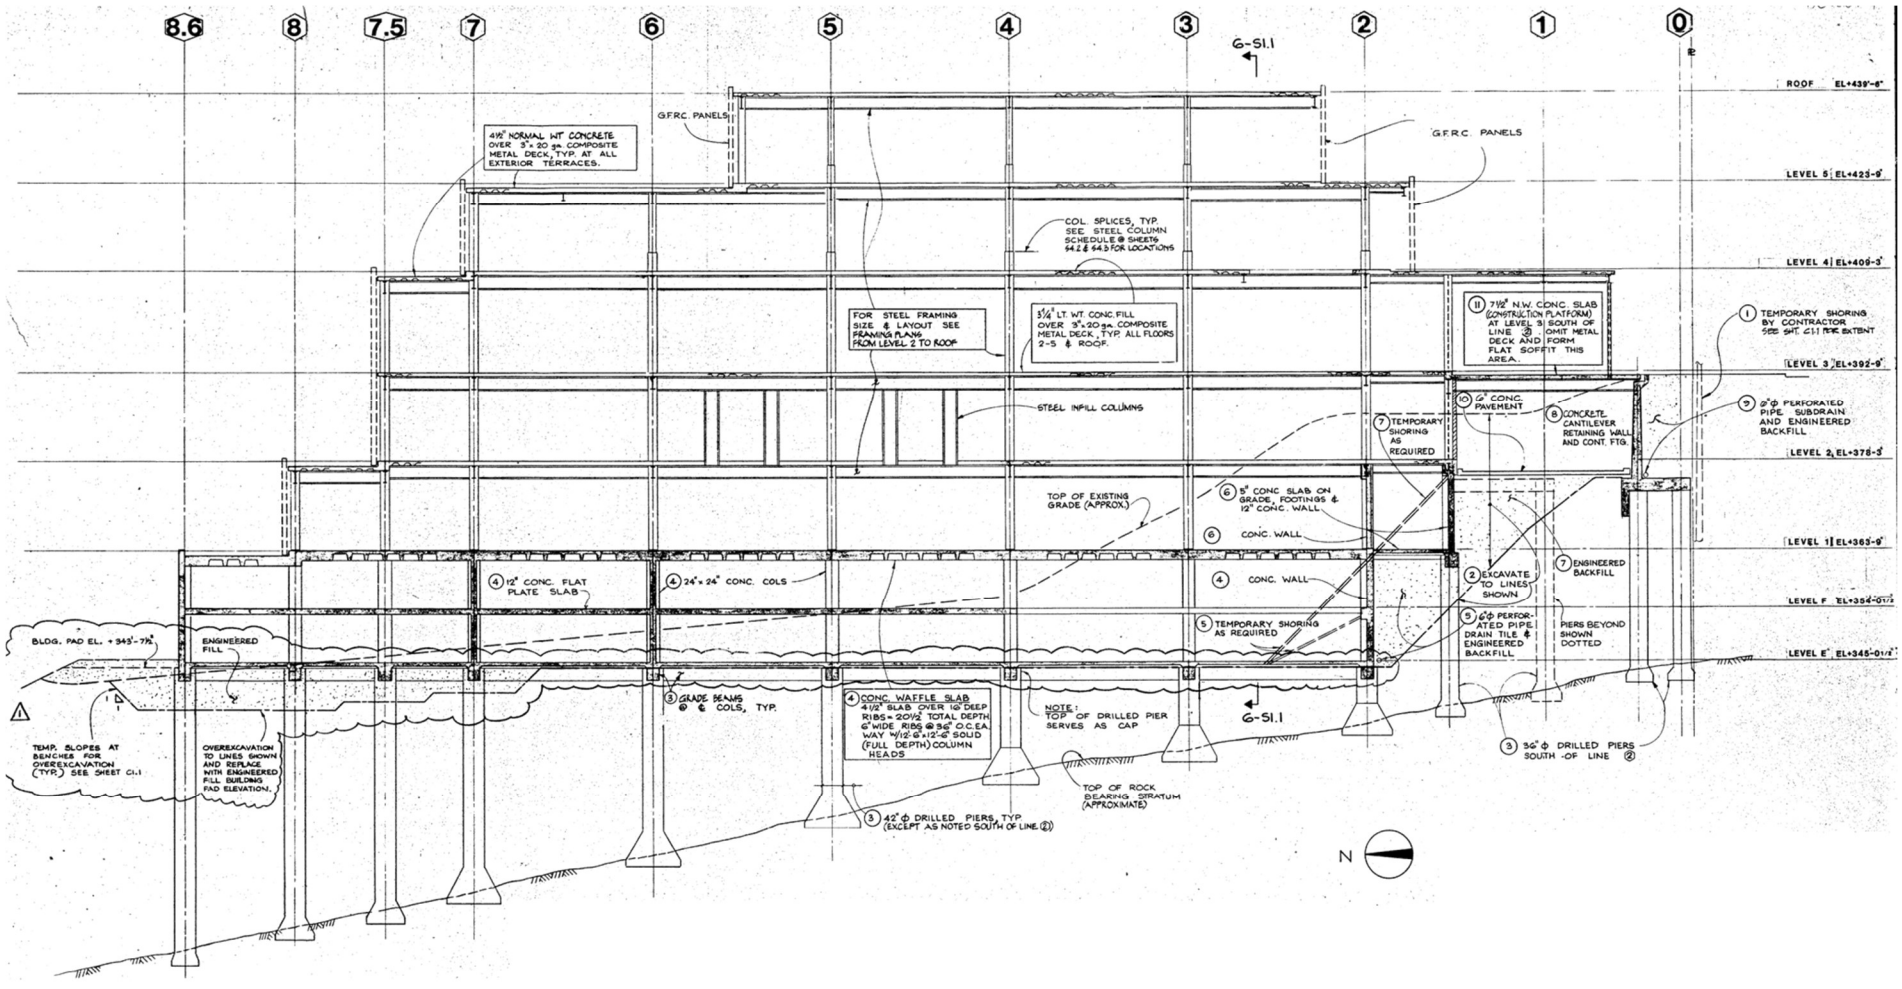 8.6 8 7.5 7 6 5 4 3 2 1 0
6-S1.1
ROOF EL+439'-6"
G.F.R.C. PANELS
G.F.R.C. PANELS
4½" NORMAL WT CONCRETE
OVER 3"x 20 ga. COMPOSITE
METAL DECK, TYP. AT ALL
EXTERIOR TERRACES.
LEVEL 5 EL+423'-9"
COL. SPLICES, TYP.
SEE STEEL COLUMN
SCHEDULE @ SHEETS
S4.2 & S4.3 FOR LOCATIONS
LEVEL 4 EL+409'-3"
FOR STEEL FRAMING
SIZE & LAYOUT SEE
FRAMING PLANS
FROM LEVEL 2 TO ROOF
3¼" LT. WT. CONC. FILL
OVER 3"x 20 ga. COMPOSITE
METAL DECK, TYP. ALL FLOORS
2-5 & ROOF.
11 7½" N.W. CONC. SLAB
(CONSTRUCTION PLATFORM)
AT LEVEL 3 SOUTH OF
LINE 2. OMIT METAL
DECK AND FORM
FLAT SOFFIT THIS
AREA.
1 TEMPORARY SHORING
BY CONTRACTOR
SEE SHT. C1.1 FOR EXTENT
LEVEL 3 EL+392'-9"
STEEL INFILL COLUMNS
10 6" CONC.
PAVEMENT
8 CONCRETE
CANTILEVER
RETAINING WALL
AND CONT. FTG.
9 6"φ PERFORATED
PIPE SUBDRAIN
AND ENGINEERED
BACKFILL
7 TEMPORARY
SHORING
AS
REQUIRED
LEVEL 2 EL+378'-3"
TOP OF EXISTING
GRADE (APPROX.)
6 5" CONC SLAB ON
GRADE, FOOTINGS &
12" CONC. WALL
6 CONC. WALL
LEVEL 1 EL+363'-9"
4 12" CONC. FLAT
PLATE SLAB
4 24"x 24" CONC. COLS
4 CONC. WALL
2 EXCAVATE
TO LINES
SHOWN
7 ENGINEERED
BACKFILL
LEVEL F EL+354'-0½"
5 TEMPORARY SHORING
AS REQUIRED
5 6"φ PERFOR-
ATED PIPE
DRAIN TILE &
ENGINEERED
BACKFILL
PIERS BEYOND
SHOWN
DOTTED
BLDG. PAD EL. + 343'-7½"
ENGINEERED
FILL
LEVEL E EL+345'-0½"
3 GRADE BEAMS
@ ℄ COLS, TYP.
4 CONC. WAFFLE SLAB
4½" SLAB OVER 16" DEEP
RIBS = 20½" TOTAL DEPTH
6" WIDE RIBS @ 36" O.C. EA.
WAY W/12'-6"x12'-6" SOLID
(FULL DEPTH) COLUMN
HEADS
NOTE:
TOP OF DRILLED PIER
SERVES AS CAP
6-S1.1
1
TEMP. SLOPES AT
BENCHES FOR
OVEREXCAVATION
(TYP.) SEE SHEET C1.1
OVEREXCAVATION
TO LINES SHOWN
AND REPLACE
WITH ENGINEERED
FILL BUILDING
PAD ELEVATION.
3 36"φ DRILLED PIERS
SOUTH OF LINE 2
TOP OF ROCK
BEARING STRATUM
(APPROXIMATE)
3 42"φ DRILLED PIERS, TYP
(EXCEPT AS NOTED SOUTH OF LINE 2)
N